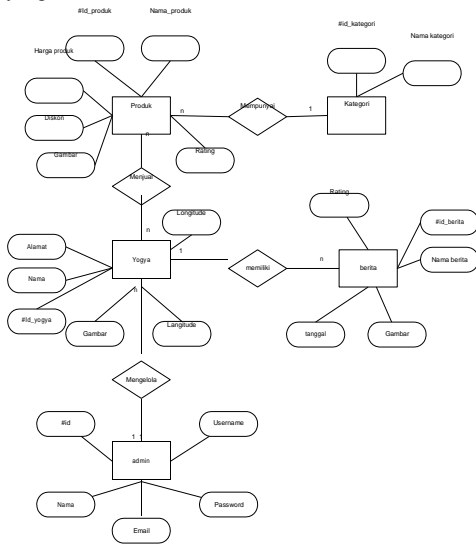 #Id_produk
Nama_produk
#id_kategori
Nama kategori
Harga produk
Diskon
Gambar
Produk
n
Mempunyai
1
Kategori
n
Rating
Menjual
n
Longitude
Rating
#id_berita
Alamat
Nama
#Id_yogya
Yogya
1
memiliki
n
berita
Nama berita
n
Gambar
Langitude
tanggal
Gambar
Mengelola
1 1
#id
Username
admin
Nama
Password
Email